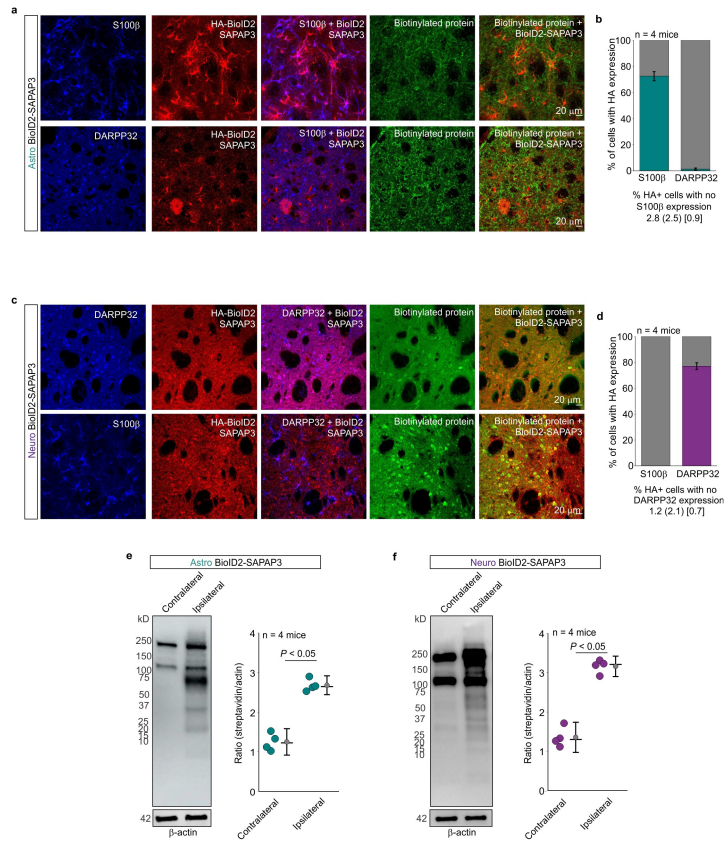 a
Astro BioID2-SAPAP3
S100β
HA-BioID2
SAPAP3
S100β + BioID2
SAPAP3
Biotinylated protein
Biotinylated protein +
BioID2-SAPAP3
20 μm
DARPP32
HA-BioID2
SAPAP3
S100β + BioID2
SAPAP3
Biotinylated protein
Biotinylated protein +
BioID2-SAPAP3
20 μm
b
n = 4 mice
% of cells with HA expression
100
80
60
40
20
0
S100β DARPP32
% HA+ cells with no
S100β expression
2.8 (2.5) [0.9]
c
Neuro BioID2-SAPAP3
DARPP32
HA-BioID2
SAPAP3
DARPP32 + BioID2
SAPAP3
Biotinylated protein
Biotinylated protein +
BioID2-SAPAP3
20 μm
S100β
HA-BioID2
SAPAP3
DARPP32 + BioID2
SAPAP3
Biotinylated protein
Biotinylated protein +
BioID2-SAPAP3
20 μm
d
n = 4 mice
% of cells with HA expression
100
80
60
40
20
0
S100β DARPP32
% HA+ cells with no
DARPP32 expression
1.2 (2.1) [0.7]
e
Astro BioID2-SAPAP3
Contralateral
Ipsilateral
kD
250
150
100
75
50
37
25
20
15
10
42
β-actin
n = 4 mice
P < 0.05
Ratio (streptavidin/actin)
4
3
2
1
0
Contralateral
Ipsilateral
f
Neuro BioID2-SAPAP3
Contralateral
Ipsilateral
kD
250
150
100
75
50
37
25
20
15
10
42
β-actin
n = 4 mice
P < 0.05
Ratio (streptavidin/actin)
4
3
2
1
0
Contralateral
Ipsilateral